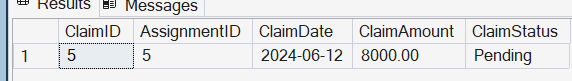 Results Messages
ClaimID AssignmentID ClaimDate ClaimAmount ClaimStatus
1 5 5 2024-06-12 8000.00 Pending